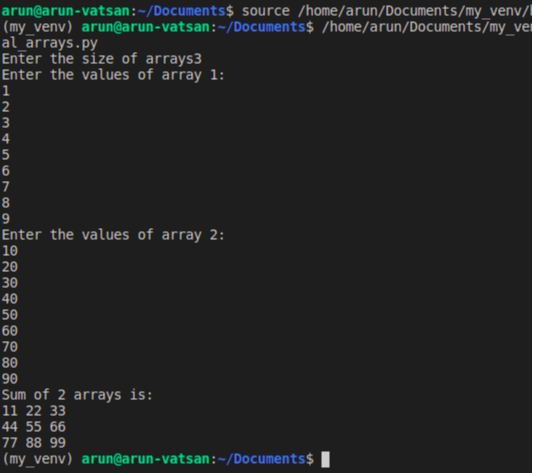 arun@arun-vatsan:~/Documents$ source /home/arun/Documents/my_venv/
(my_venv) arun@arun-vatsan:~/Documents$ /home/arun/Documents/my_ve
al_arrays.py
Enter the size of arrays3
Enter the values of array 1:
1
2
3
4
5
6
7
8
9
Enter the values of array 2:
10
20
30
40
50
60
70
80
90
Sum of 2 arrays is:
11 22 33
44 55 66
77 88 99
(my_venv) arun@arun-vatsan:~/Documents$